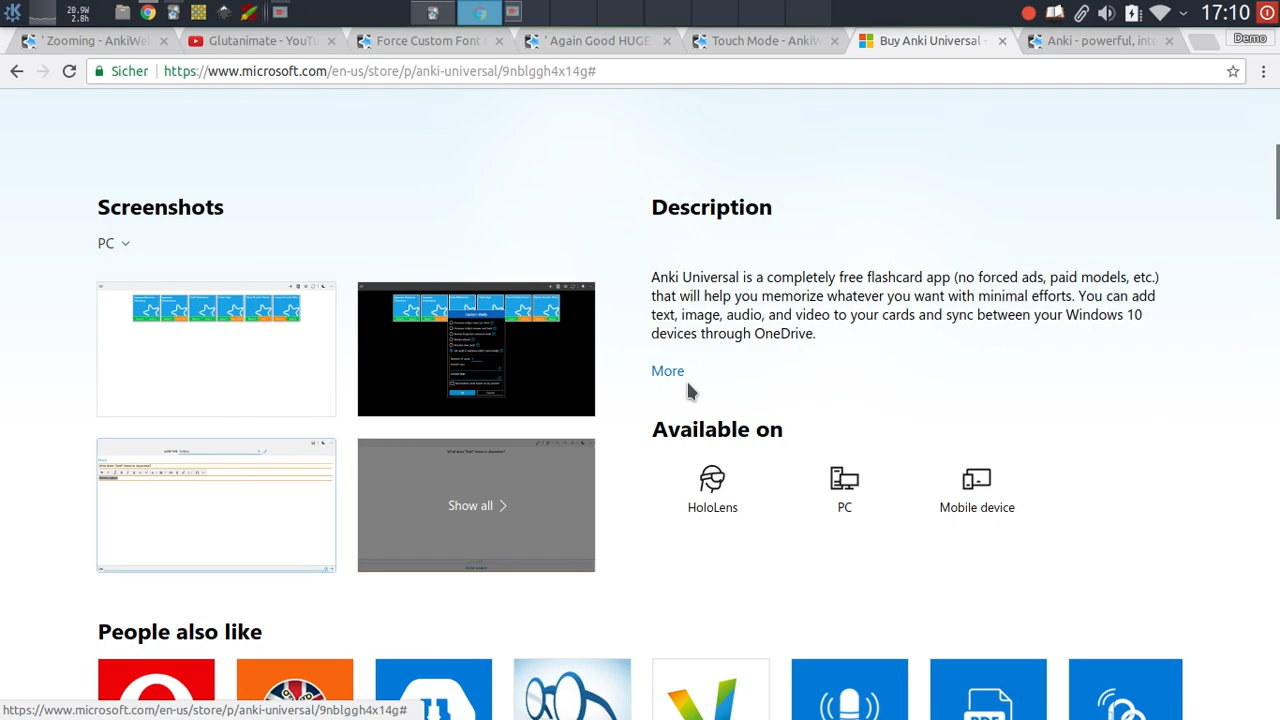 20.9W
2.8h
17:10
' Zooming - AnkiWel
Glutanimate - YouTu
Force Custom Font
' Again Good HUGE
Touch Mode - AnkiW
Buy Anki Universal -
Anki - powerful, inte
Demo
Sicher
https://www.microsoft.com/en-us/store/p/anki-universal/9nblggh4x14g#
Screenshots
PC
Show all
Description
Anki Universal is a completely free flashcard app (no forced ads, paid models, etc.)
that will help you memorize whatever you want with minimal efforts. You can add
text, image, audio, and video to your cards and sync between your Windows 10
devices through OneDrive.
More
Available on
HoloLens
PC
Mobile device
People also like
PDF
https://www.microsoft.com/en-us/store/p/anki-universal/9nblggh4x14g#